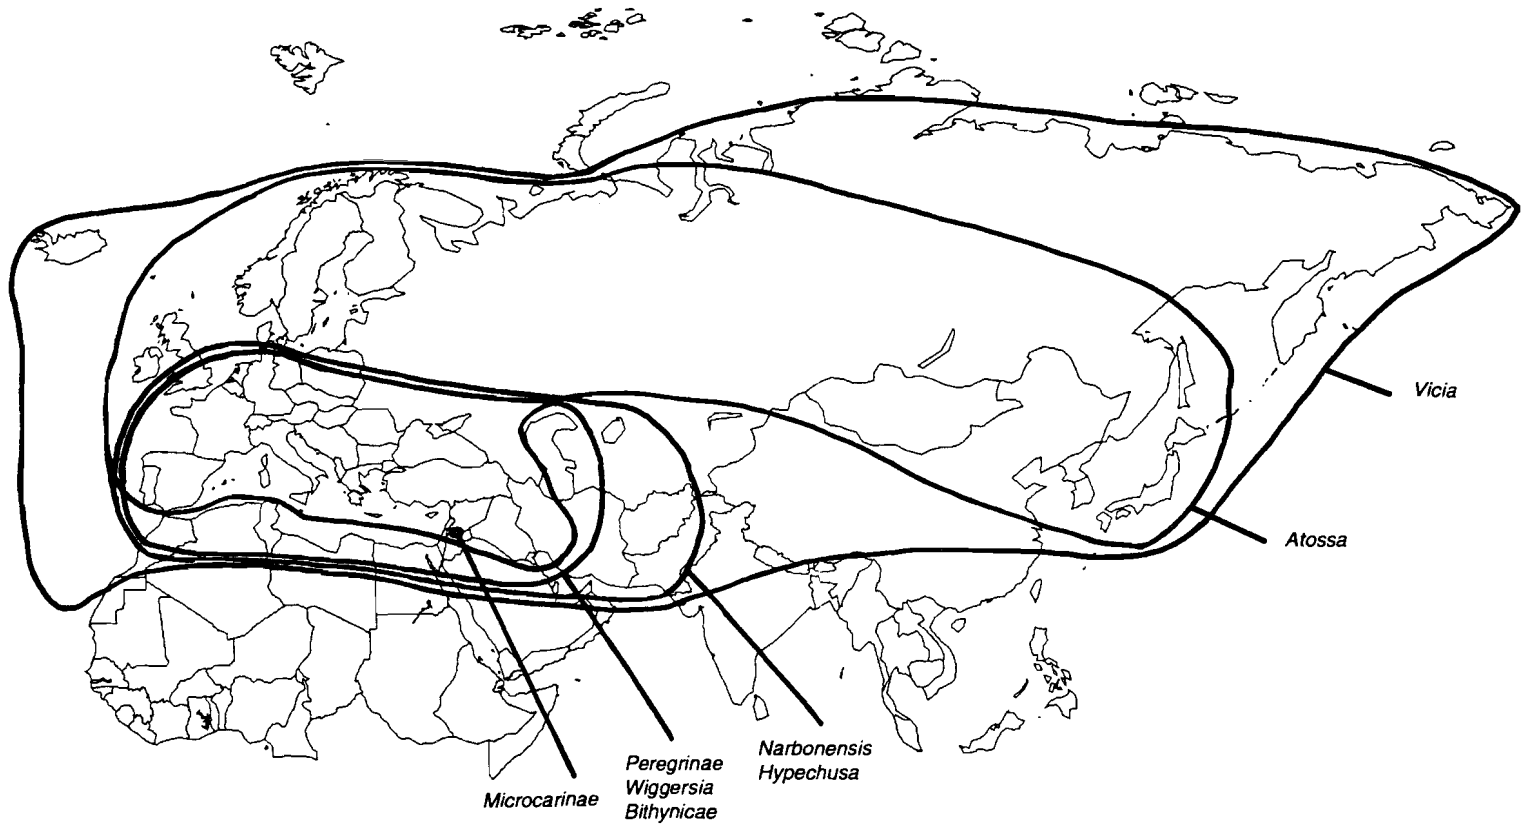 Vicia
Atossa
Narbonensis
Hypechusa
Peregrinae
Wiggersia
Bithynicae
Microcarinae